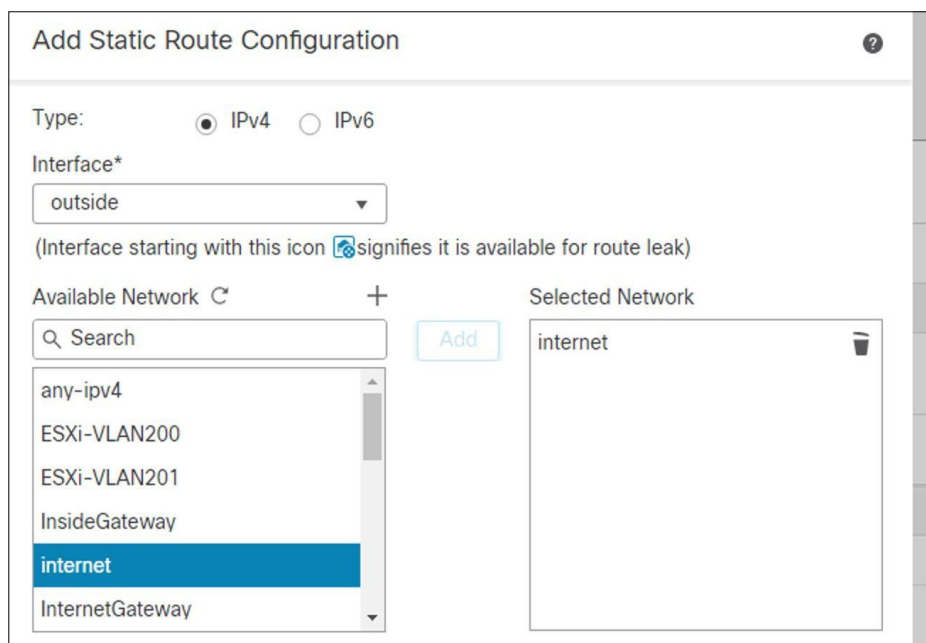 Add Static Route Configuration
Type: IPv4 IPv6
Interface*
outside
(Interface starting with this icon signifies it is available for route leak)
Available Network
Search
any-ipv4
ESXi-VLAN200
ESXi-VLAN201
InsideGateway
internet
InternetGateway
Add
Selected Network
internet